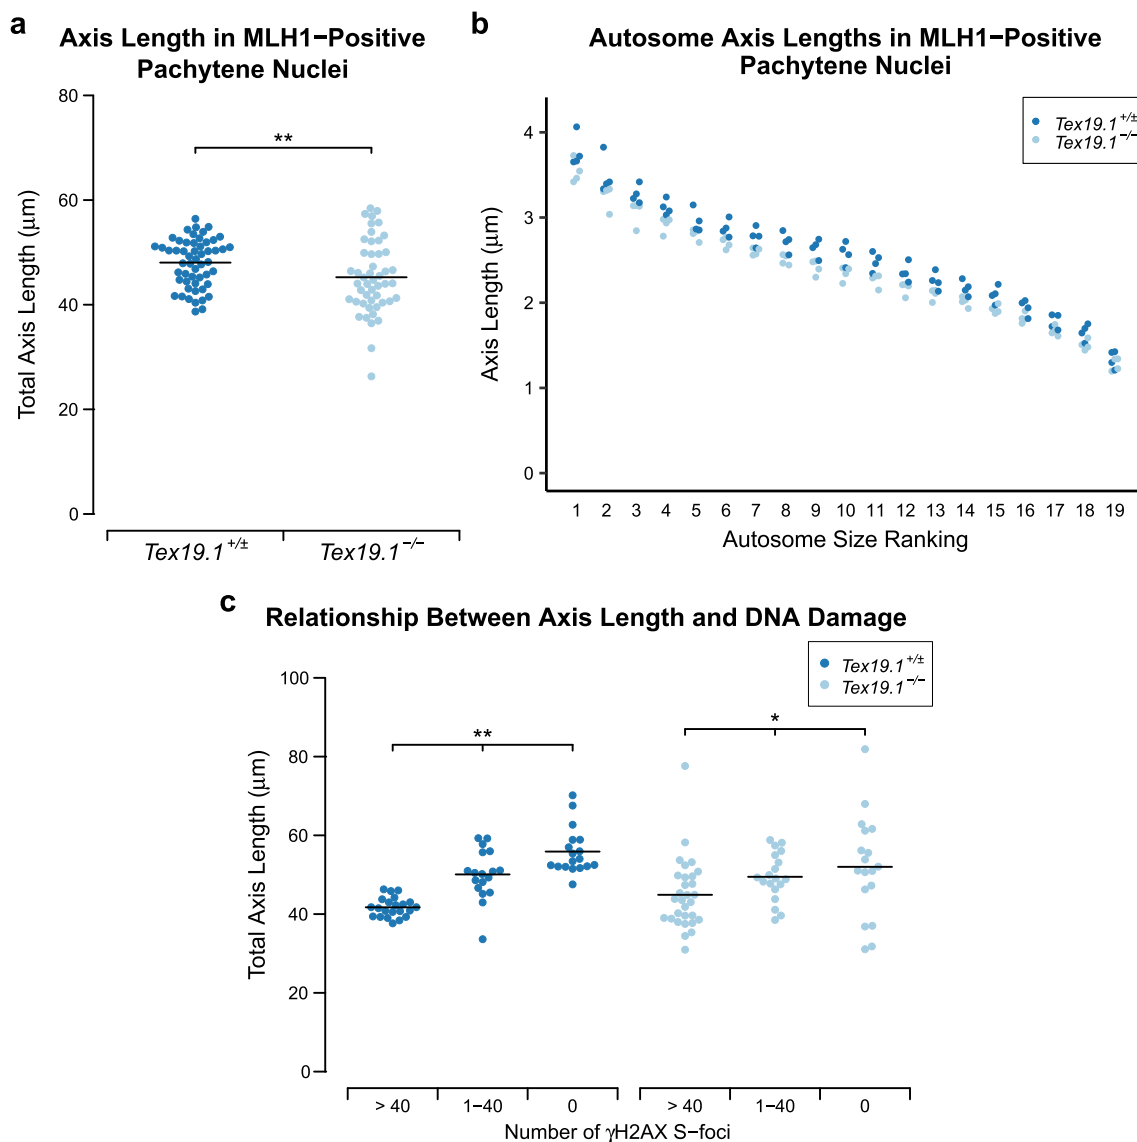 a
Axis Length in MLH1−Positive
Pachytene Nuclei
Total Axis Length (μm)
80
60
40
20
0
**
Tex19.1+/±
Tex19.1−/−
b
Autosome Axis Lengths in MLH1−Positive
Pachytene Nuclei
Axis Length (μm)
4
3
2
1
0
Tex19.1+/±
Tex19.1−/−
1 2 3 4 5 6 7 8 9 10 11 12 13 14 15 16 17 18 19
Autosome Size Ranking
c
Relationship Between Axis Length and DNA Damage
Tex19.1+/±
Tex19.1−/−
Total Axis Length (μm)
100
80
60
40
20
0
**
*
> 40 1−40 0 > 40 1−40 0
Number of γH2AX S−foci